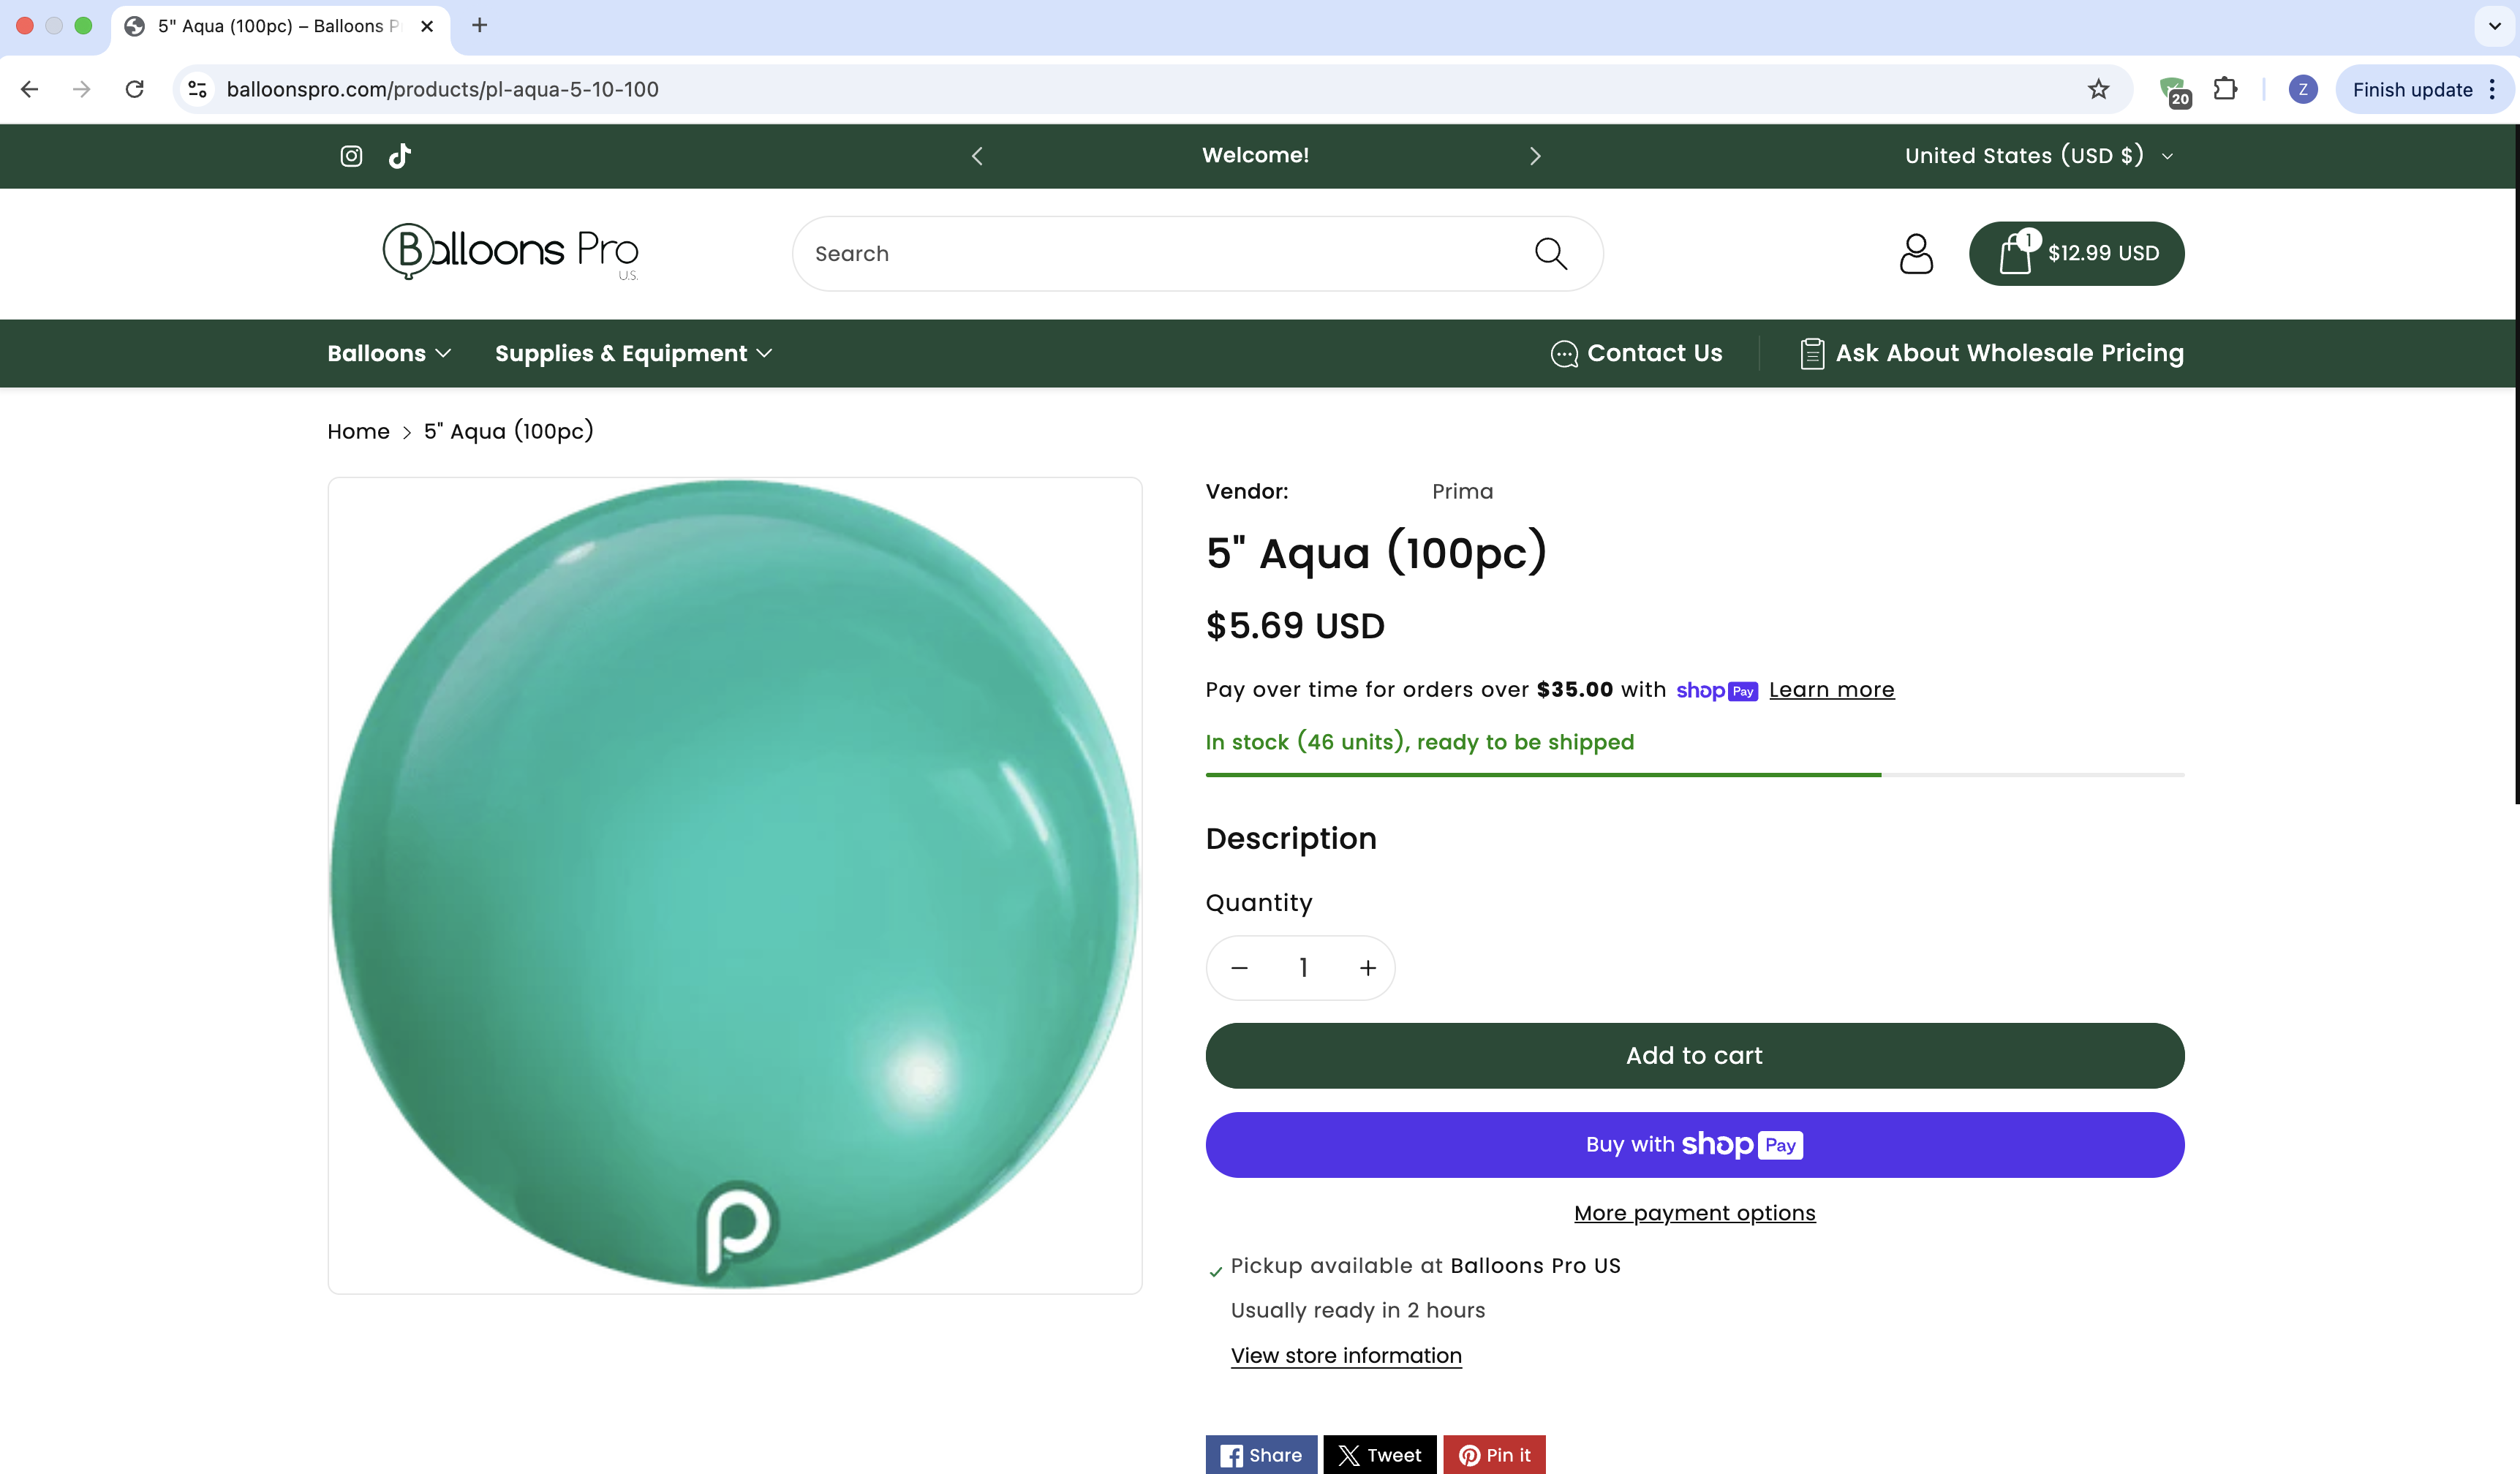 5" Aqua (100pc) – Balloons P
balloonspro.com/products/pl-aqua-5-10-100
20
Z
Finish update
Welcome!
United States (USD $)
Balloons Pro
U.S.
Search
1
$12.99 USD
Balloons
Supplies & Equipment
Contact Us
Ask About Wholesale Pricing
Home > 5" Aqua (100pc)
Vendor: Prima
5" Aqua (100pc)
$5.69 USD
Pay over time for orders over $35.00 with shop Pay Learn more
In stock (46 units), ready to be shipped
Description
Quantity
− 1 +
Add to cart
Buy with shop Pay
More payment options
Pickup available at Balloons Pro US
Usually ready in 2 hours
View store information
p
Share
Tweet
Pin it